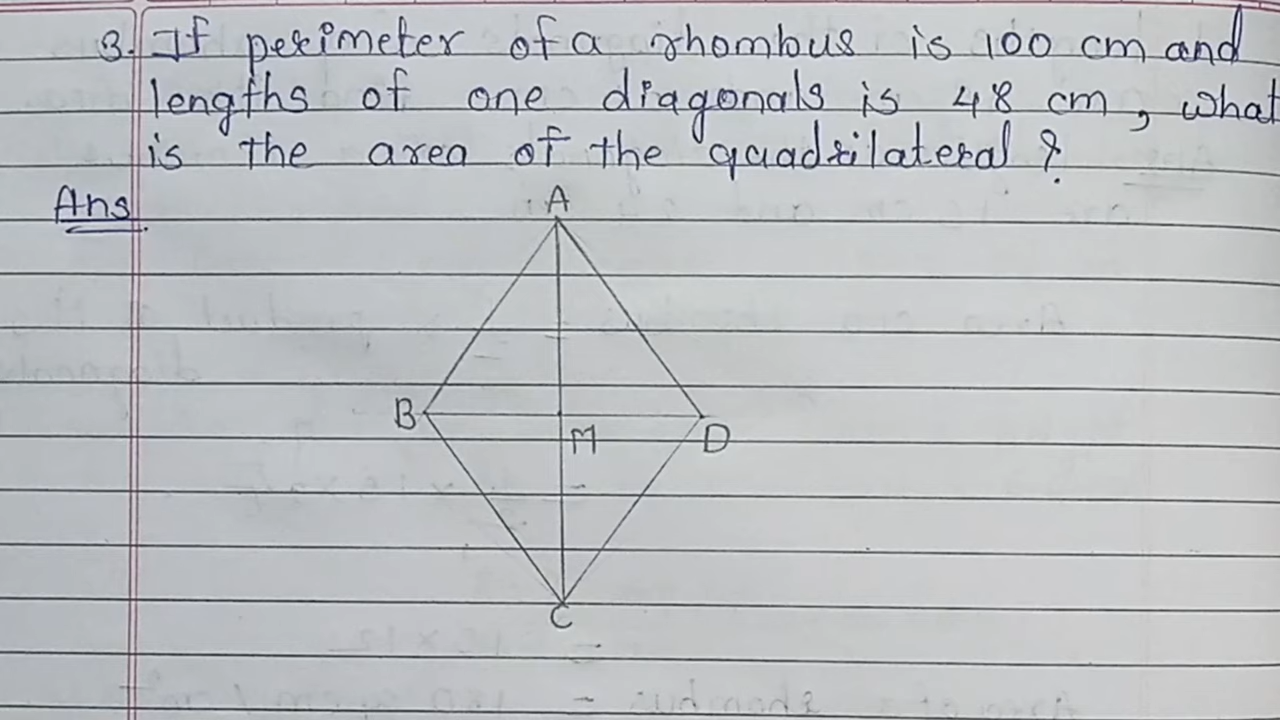 3. If perimeter of a rhombus is 100 cm and
lengths of one diagonals is 48 cm, what
is the area of the quadrilateral ?
Ans
A
B
M
D
C